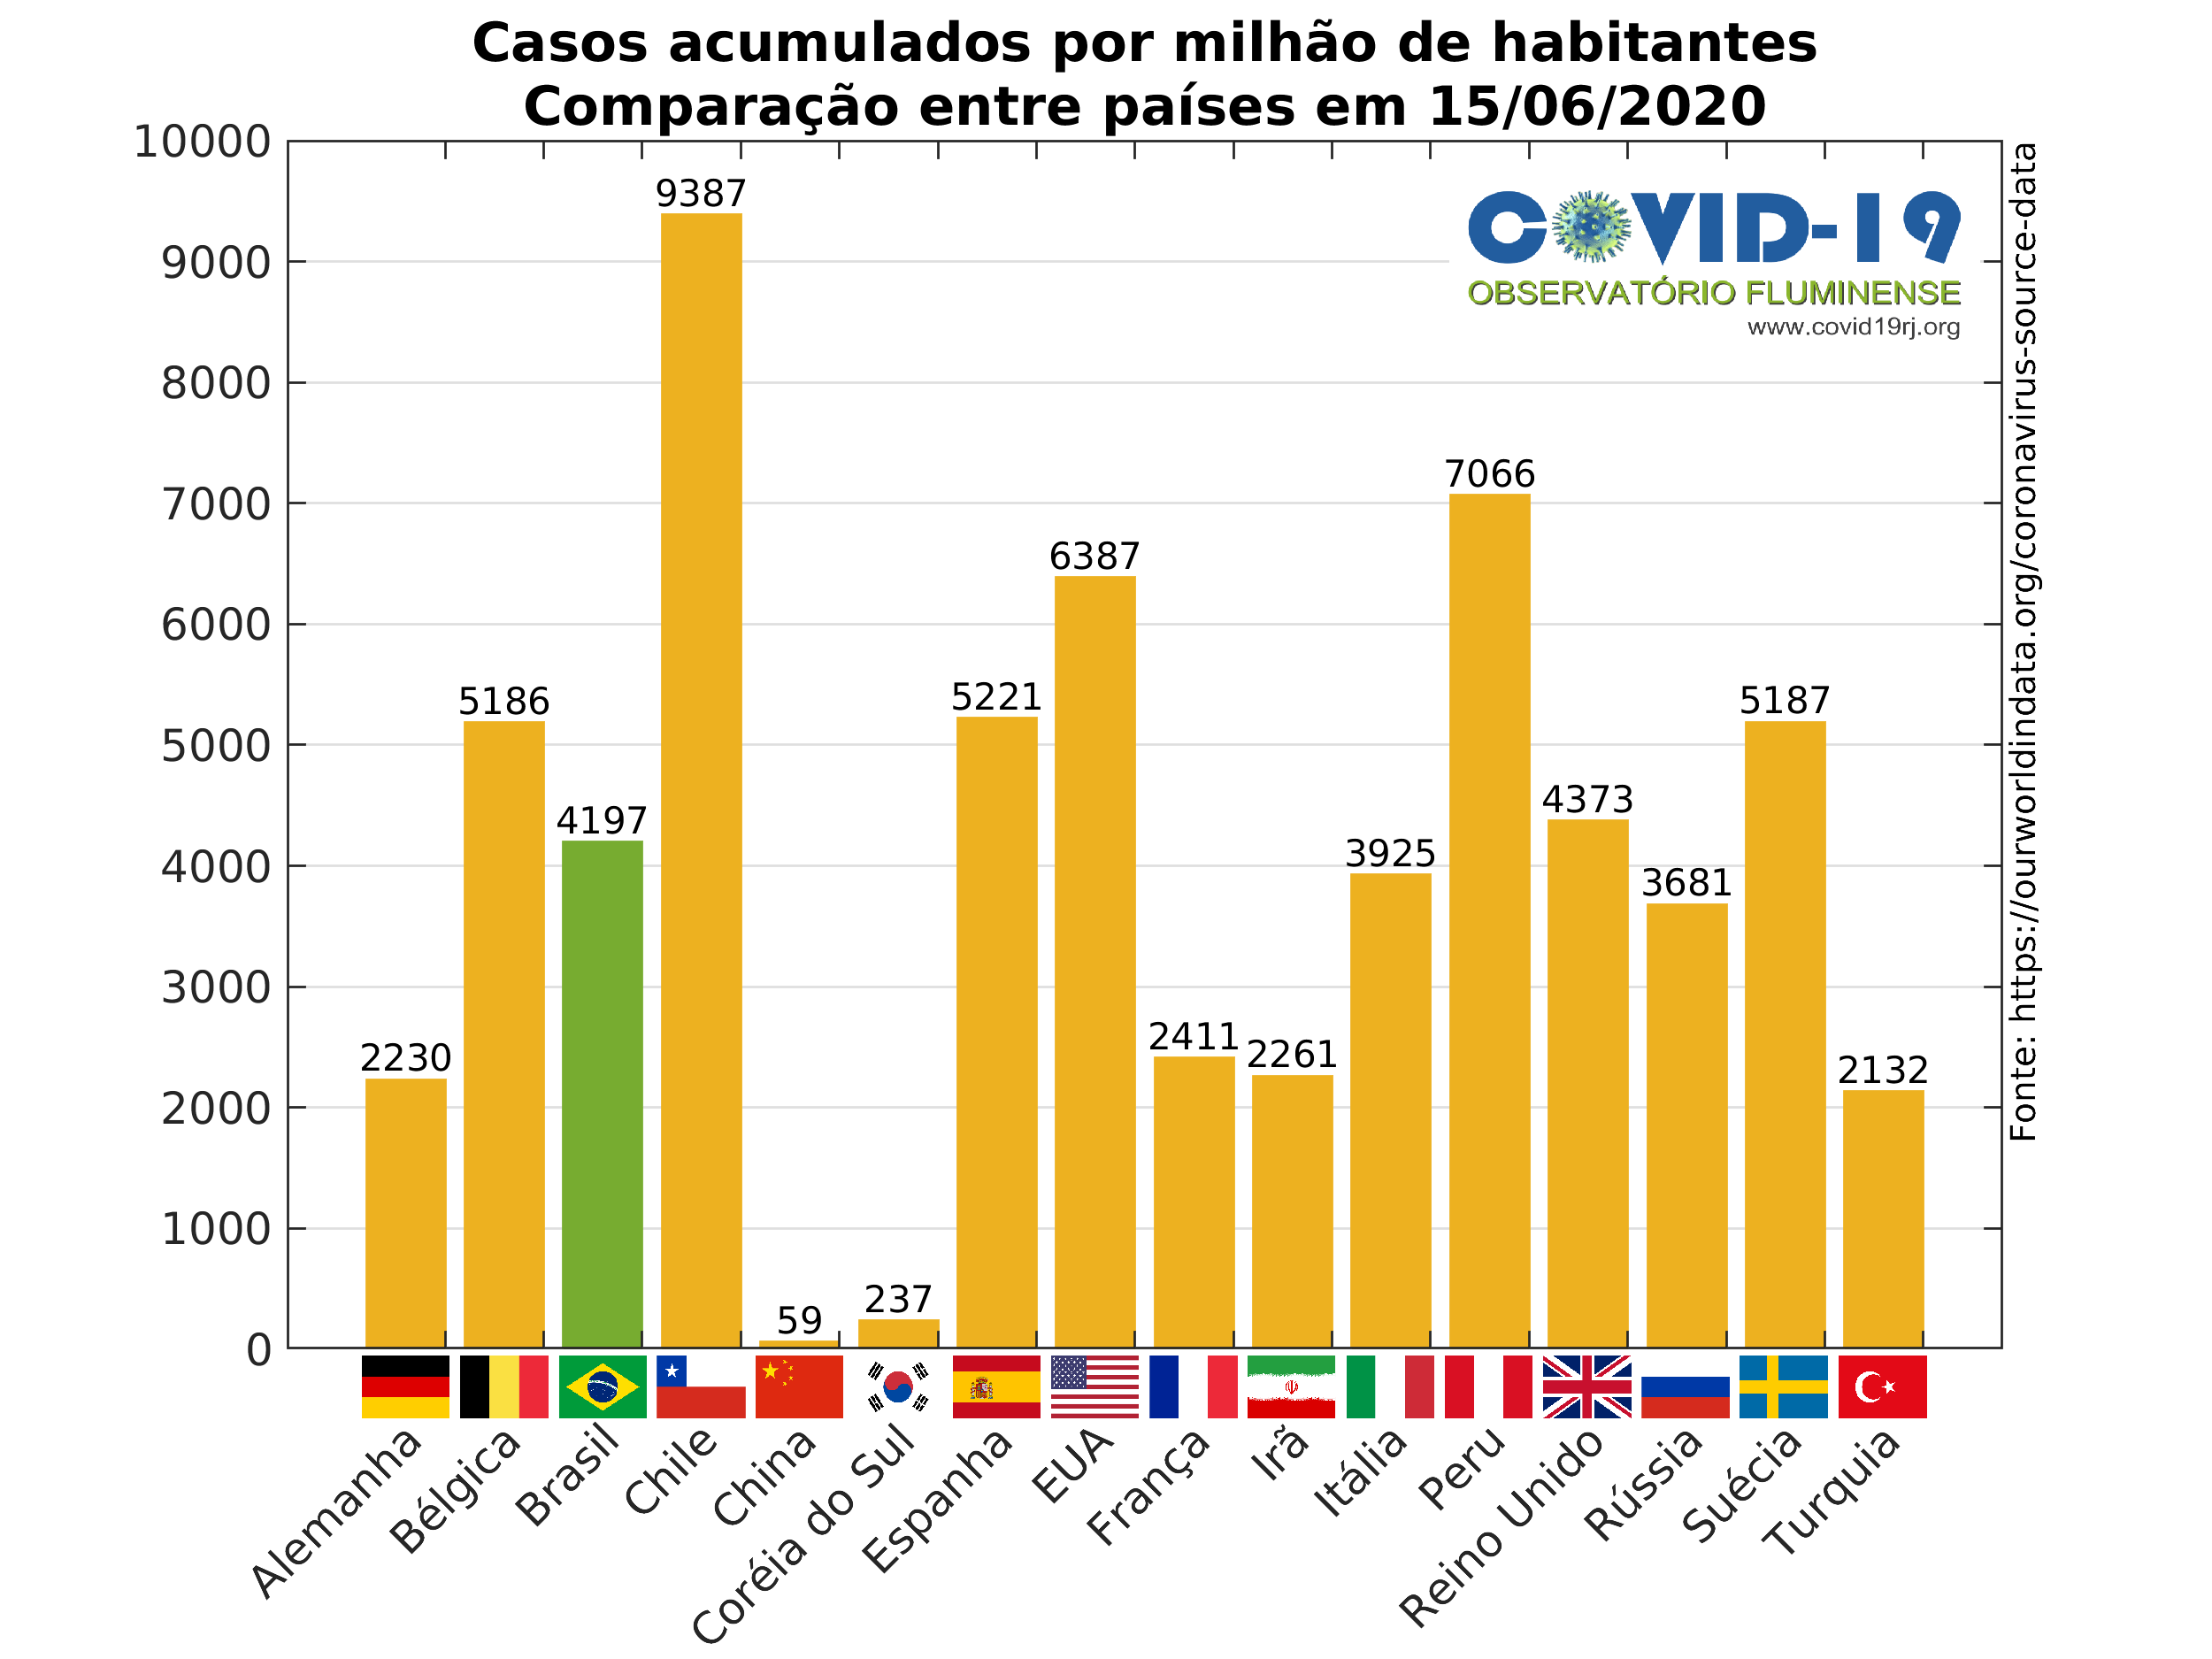 Casos acumulados por milhão de habitantes
Comparação entre países em 15/06/2020
10000
9000
8000
7000
6000
5000
4000
3000
2000
1000
0
2230
5186
4197
9387
59
237
5221
6387
2411
2261
3925
7066
4373
3681
5187
2132
COVID-19
OBSERVATÓRIO FLUMINENSE
www.covid19rj.org
Fonte: https://ourworldindata.org/coronavirus-source-data
Alemanha
Bélgica
Brasil
Chile
China
Coréia do Sul
Espanha
EUA
França
Irã
Itália
Peru
Reino Unido
Rússia
Suécia
Turquia